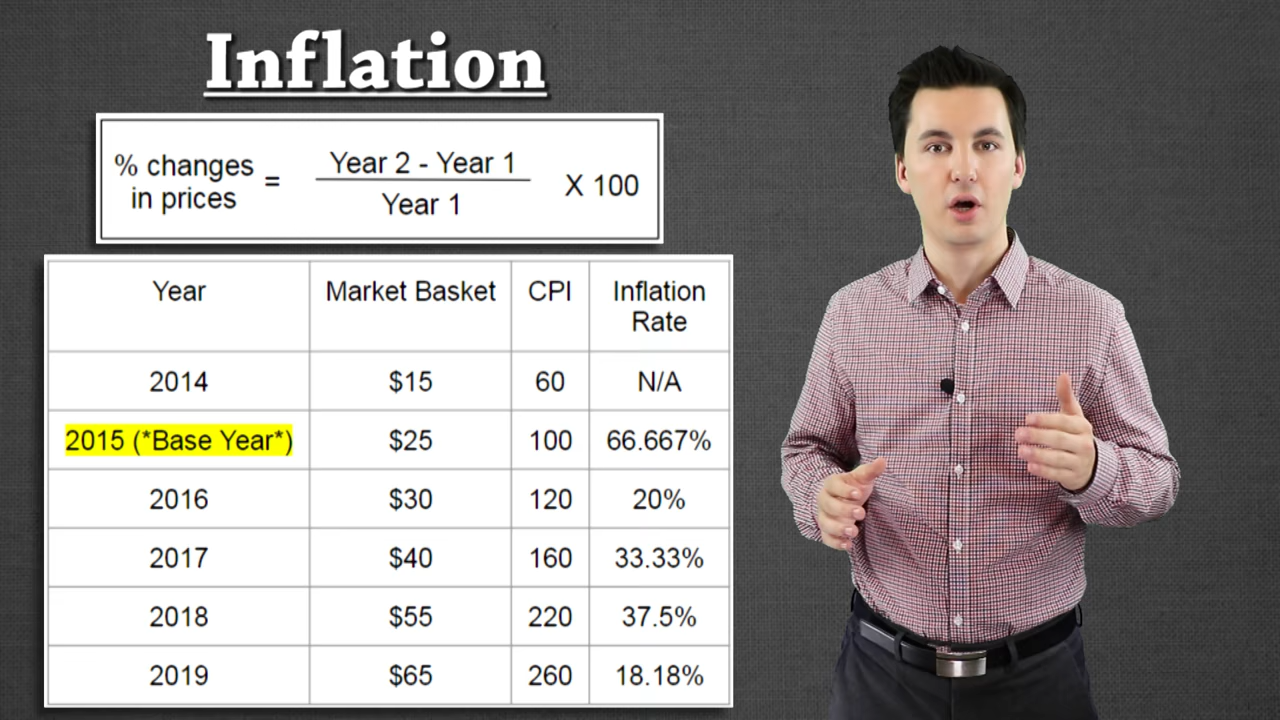 Inflation
% changes in prices = Year 2 - Year 1 / Year 1 X 100
Year Market Basket CPI Inflation Rate
2014 $15 60 N/A
2015 (*Base Year*) $25 100 66.667%
2016 $30 120 20%
2017 $40 160 33.33%
2018 $55 220 37.5%
2019 $65 260 18.18%